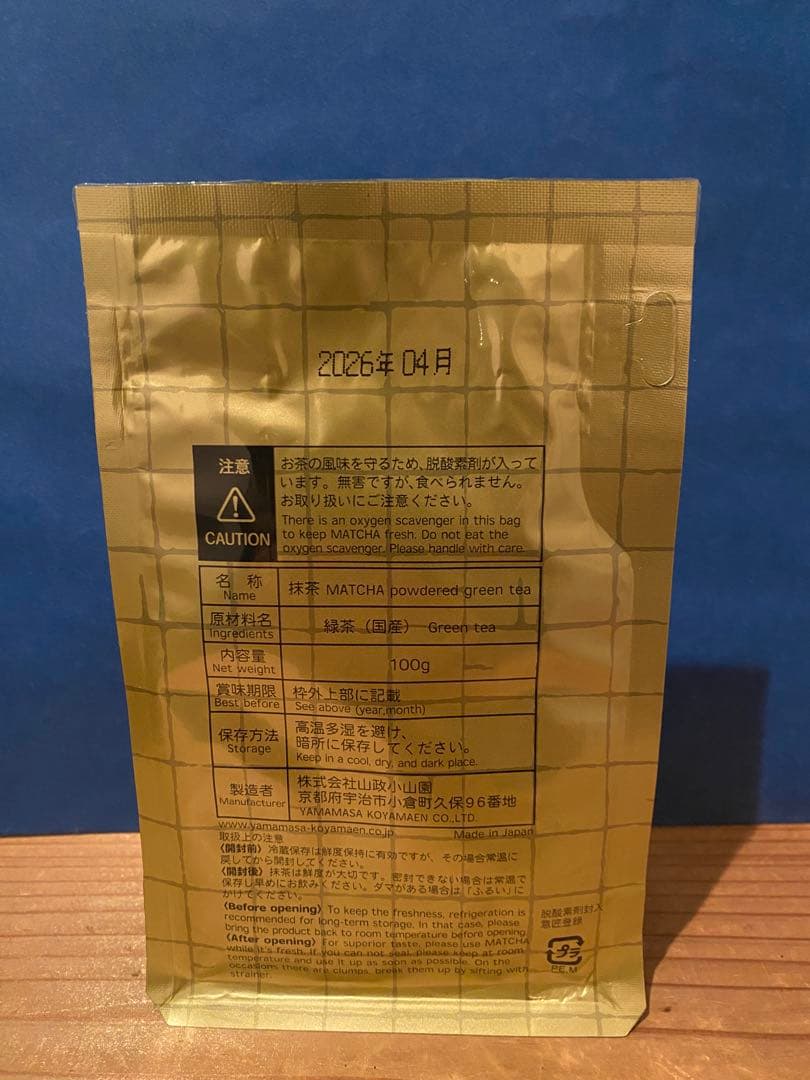 2026年 04月
注意
CAUTION
お茶の風味を守るため、脱酸素剤が入って
います。無害ですが、食べられません。
お取り扱いにご注意ください。
There is an oxygen scavenger in this bag
to keep MATCHA fresh. Do not eat the
oxygen scavenger. Please handle with care.
名 称
Name
抹茶 MATCHA powdered green tea
原材料名
Ingredients
緑茶（国産） Green tea
内容量
Net weight
100g
賞味期限
Best before
枠外上部に記載
See above (year,month)
保存方法
Storage
高温多湿を避け、
暗所に保存してください。
Keep in a cool, dry, and dark place.
製造者
Manufacturer
株式会社山政小山園
京都府宇治市小倉町久保96番地
YAMAMASA KOYAMAEN CO.,LTD.
www.yamamasa-koyamaen.co.jp Made in Japan
取扱上の注意
〈開封前〉冷蔵保存は鮮度保持に有効ですが、その場合常温に
戻してから開封してください。
〈開封後〉抹茶は鮮度が大切です。密封できない場合は常温で
保存し早めにお飲みください。ダマがある場合は「ふるい」に
かけてください。
〈Before opening〉To keep the freshness, refrigeration is
recommended for long-term storage. In that case, please
bring the product back to room temperature before opening.
〈After opening〉For superior taste, please use MATCHA
while it's fresh. If you can not seal, please keep at room
temperature and use it up as soon as possible. On the
occasions there are clumps, break them up by sifting with
strainer.
脱酸素剤封入
意匠登録
プラ
PE,M